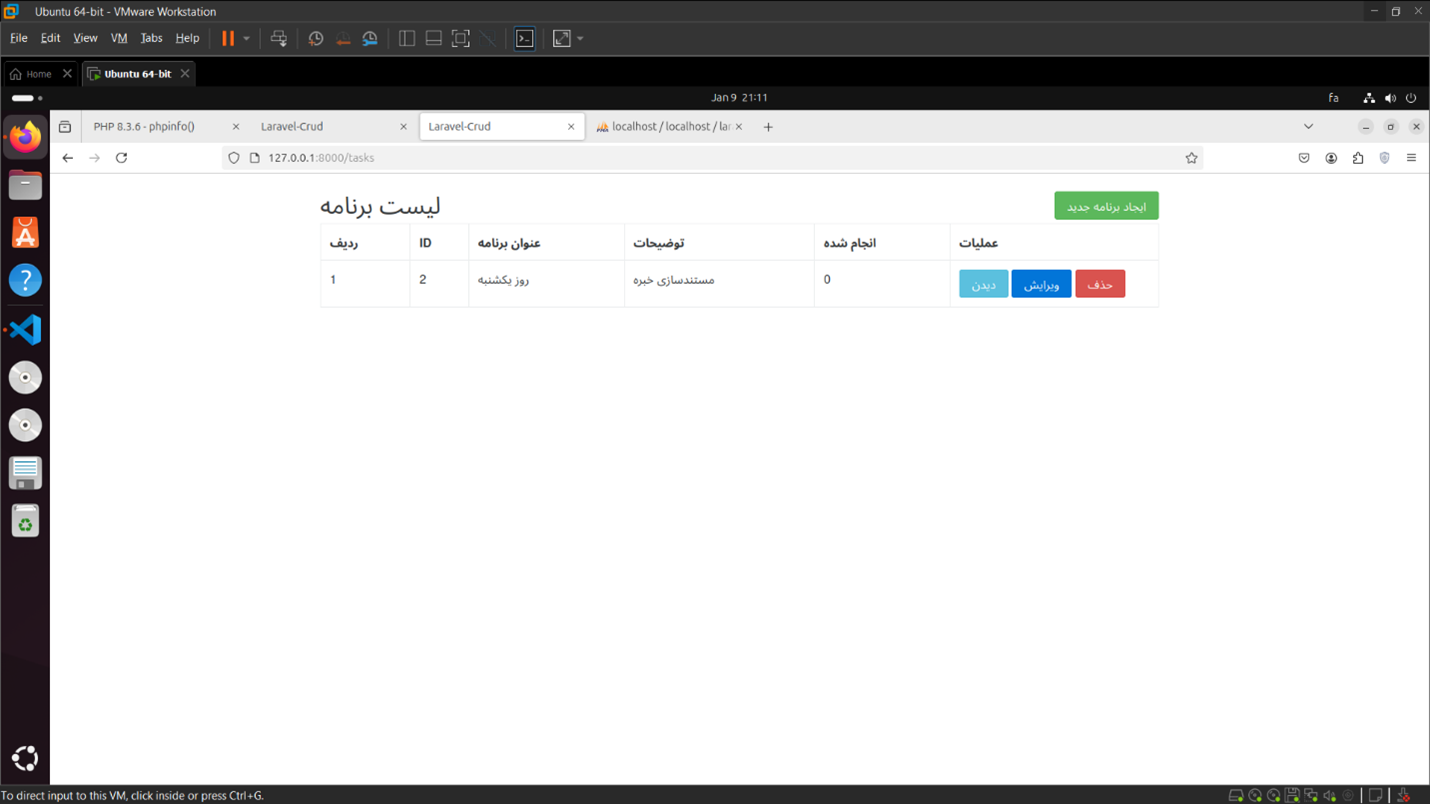 Ubuntu 64-bit - VMware Workstation
File Edit View VM Tabs Help
Home Ubuntu 64-bit
Jan 9 21:11 fa
PHP 8.3.6 - phpinfo() Laravel-Crud Laravel-Crud localhost / localhost / lar
127.0.0.1:8000/tasks
لیست برنامه ایجاد برنامه جدید
ردیف ID عنوان برنامه توضیحات انجام شده عملیات
1 2 روز یکشنبه مستندسازی خبره 0 دیدن ویرایش حذف
To direct input to this VM, click inside or press Ctrl+G.